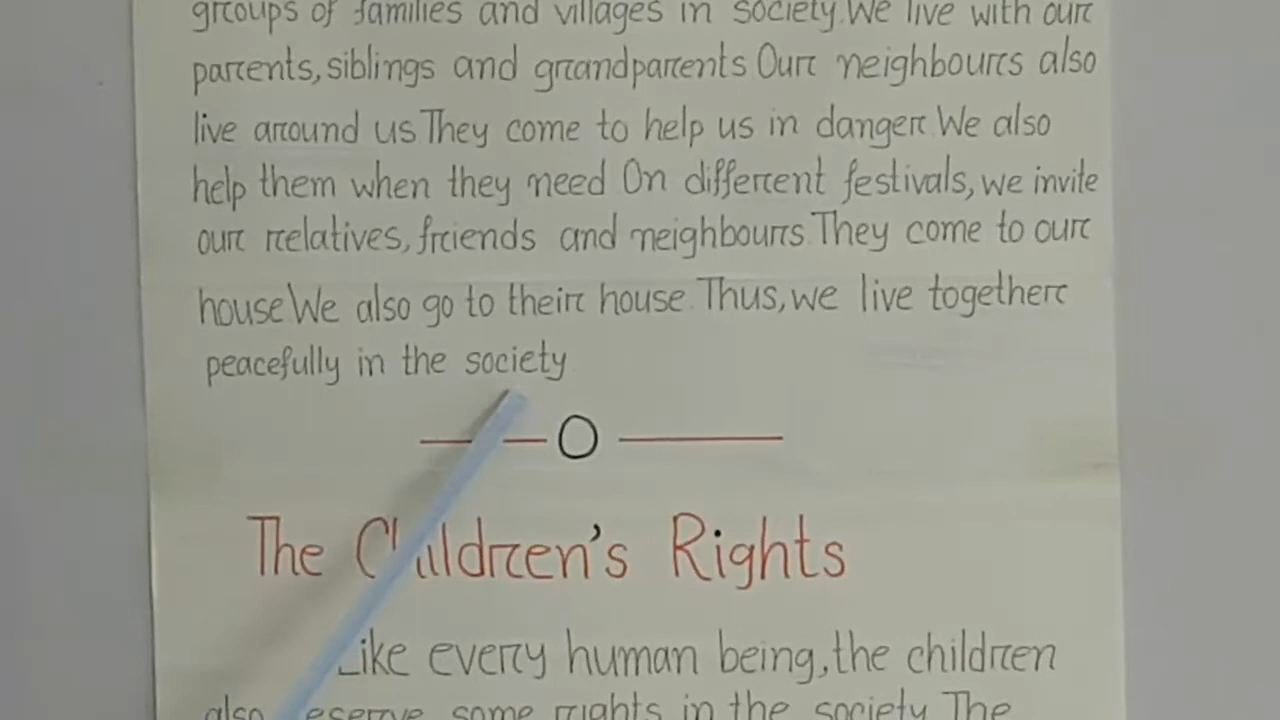 groups of families and villages in society. We live with our
parents, siblings and grandparents Our neighbours also
live around us They come to help us in danger We also
help them when they need On different festivals, we invite
our relatives, friends and neighbours. They come to our
house We also go to their house. Thus, we live together
peacefully in the society
O
The Children's Rights
Like every human being, the children
also deserve some rights in the society The